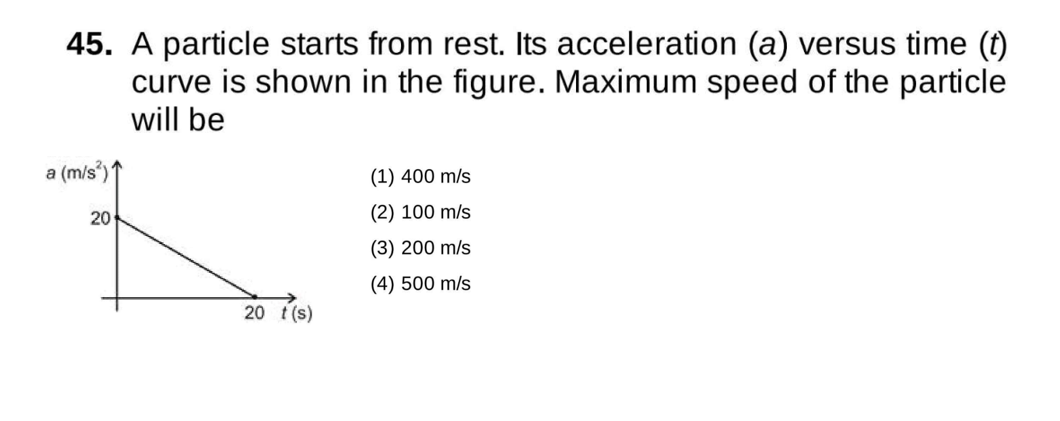 45. A particle starts from rest. Its acceleration (a) versus time (t)
curve is shown in the figure. Maximum speed of the particle
will be
a (m/s²)
20
20 t (s)
(1) 400 m/s
(2) 100 m/s
(3) 200 m/s
(4) 500 m/s